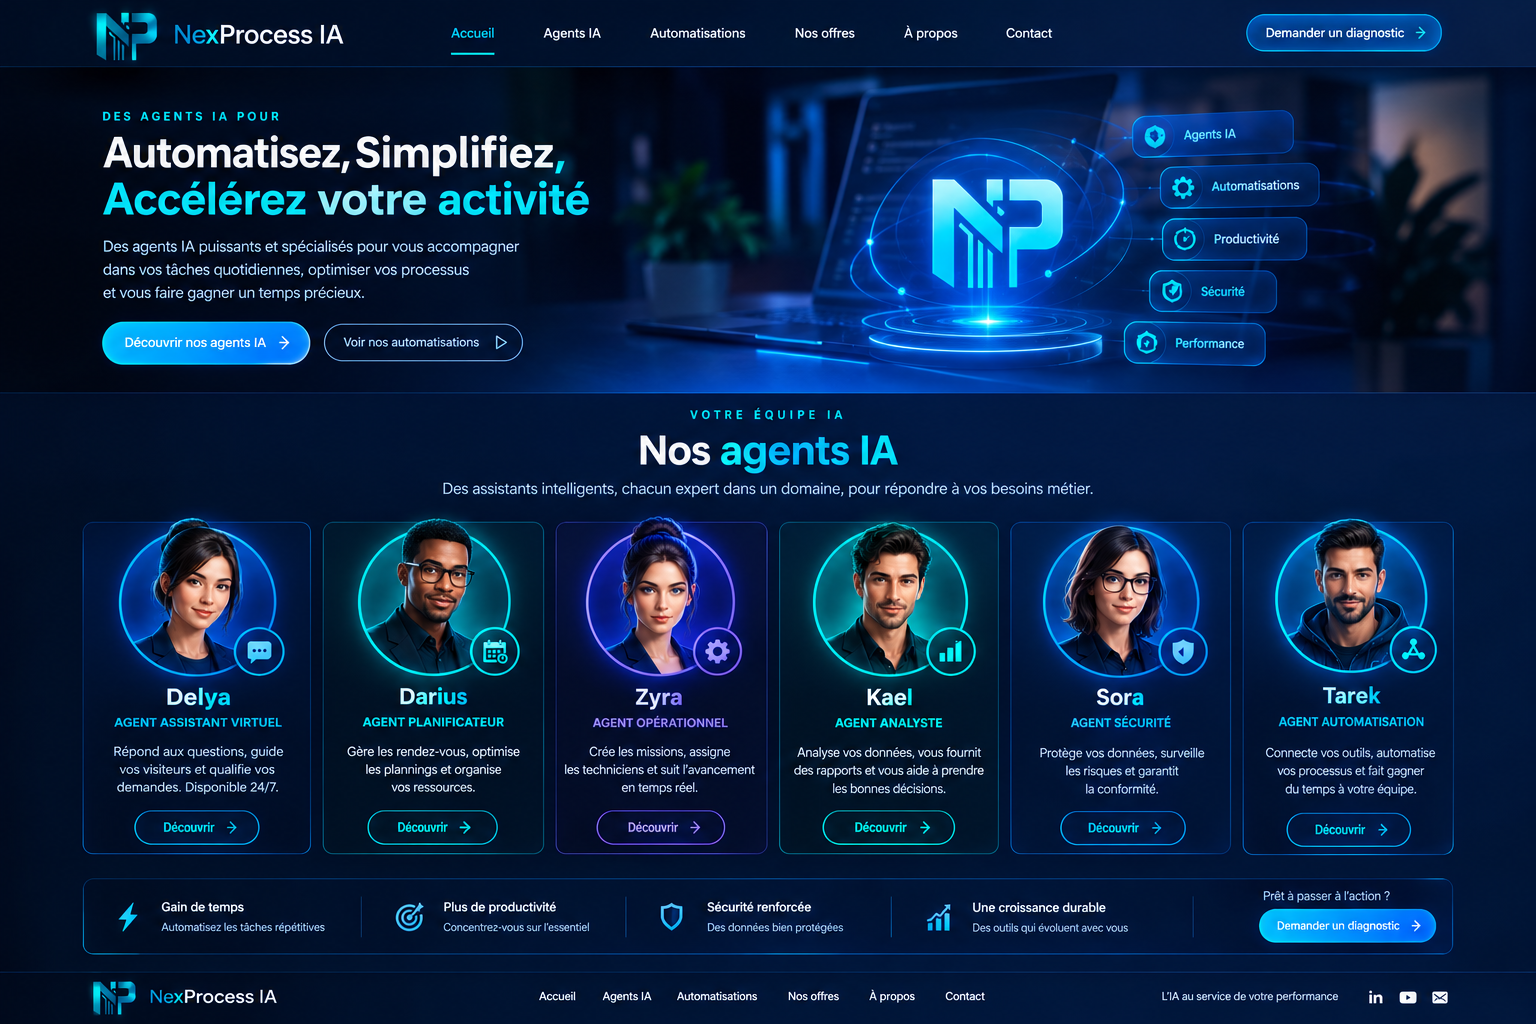 NP NexProcess IA
Accueil
Agents IA
Automatisations
Nos offres
À propos
Contact
Demander un diagnostic
DES AGENTS IA POUR
Automatisez, Simplifiez,
Accélérez votre activité
Des agents IA puissants et spécialisés pour vous accompagner
dans vos tâches quotidiennes, optimiser vos processus
et vous faire gagner un temps précieux.
Découvrir nos agents IA
Voir nos automatisations
NP
Agents IA
Automatisations
Productivité
Sécurité
Performance
VOTRE ÉQUIPE IA
Nos agents IA
Des assistants intelligents, chacun expert dans un domaine, pour répondre à vos besoins métier.
Delya
AGENT ASSISTANT VIRTUEL
Répond aux questions, guide
vos visiteurs et qualifie vos
demandes. Disponible 24/7.
Découvrir
Darius
AGENT PLANIFICATEUR
Gère les rendez-vous, optimise
les plannings et organise
vos ressources.
Découvrir
Zyra
AGENT OPÉRATIONNEL
Crée les missions, assigne
les techniciens et suit l'avancement
en temps réel.
Découvrir
Kael
AGENT ANALYSTE
Analyse vos données, vous fournit
des rapports et vous aide à prendre
les bonnes décisions.
Découvrir
Sora
AGENT SÉCURITÉ
Protège vos données, surveille
les risques et garantit
la conformité.
Découvrir
Tarek
AGENT AUTOMATISATION
Connecte vos outils, automatise
vos processus et fait gagner
du temps à votre équipe.
Découvrir
Gain de temps
Automatisez les tâches répétitives
Plus de productivité
Concentrez-vous sur l'essentiel
Sécurité renforcée
Des données bien protégées
Une croissance durable
Des outils qui évoluent avec vous
Prêt à passer à l'action ?
Demander un diagnostic
NP NexProcess IA
Accueil
Agents IA
Automatisations
Nos offres
À propos
Contact
L'IA au service de votre performance
in